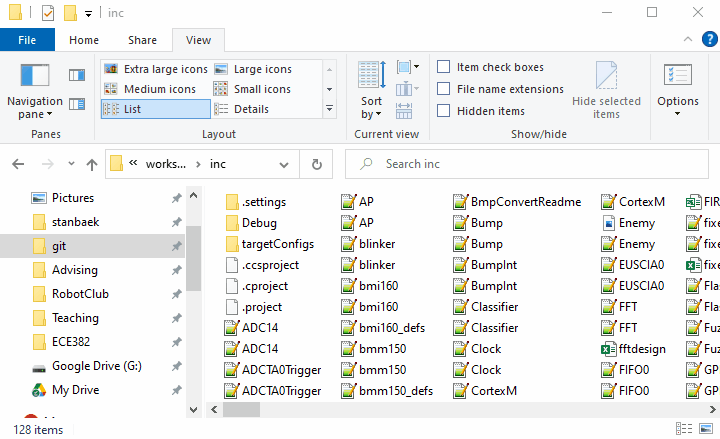 inc
File Home Share View
Extra large icons Large icons
Medium icons Small icons
List Details
Navigation pane
Panes
Layout
Sort by
Current view
Item check boxes
File name extensions
Hidden items
Hide selected items
Show/hide
Options
« works... › inc
Search inc
Pictures
stanbaek
git
Advising
RobotClub
Teaching
ECE382
Google Drive (G:)
My Drive
.settings
Debug
targetConfigs
.ccsproject
.cproject
.project
ADC14
ADC14
ADCTA0Trigger
ADCTA0Trigger
AP
AP
blinker
blinker
bmi160
bmi160
bmi160_defs
bmm150
bmm150
bmm150_defs
BmpConvertReadme
Bump
Bump
BumpInt
BumpInt
Classifier
Classifier
Clock
Clock
CortexM
CortexM
Enemy
Enemy
EUSCIA0
EUSCIA0
FFT
FFT
fftdesign
FIFO0
FIFO0
FIR
fixe
fixe
fixe
Flas
Flas
Fuz
Fuz
GP
GP
128 items